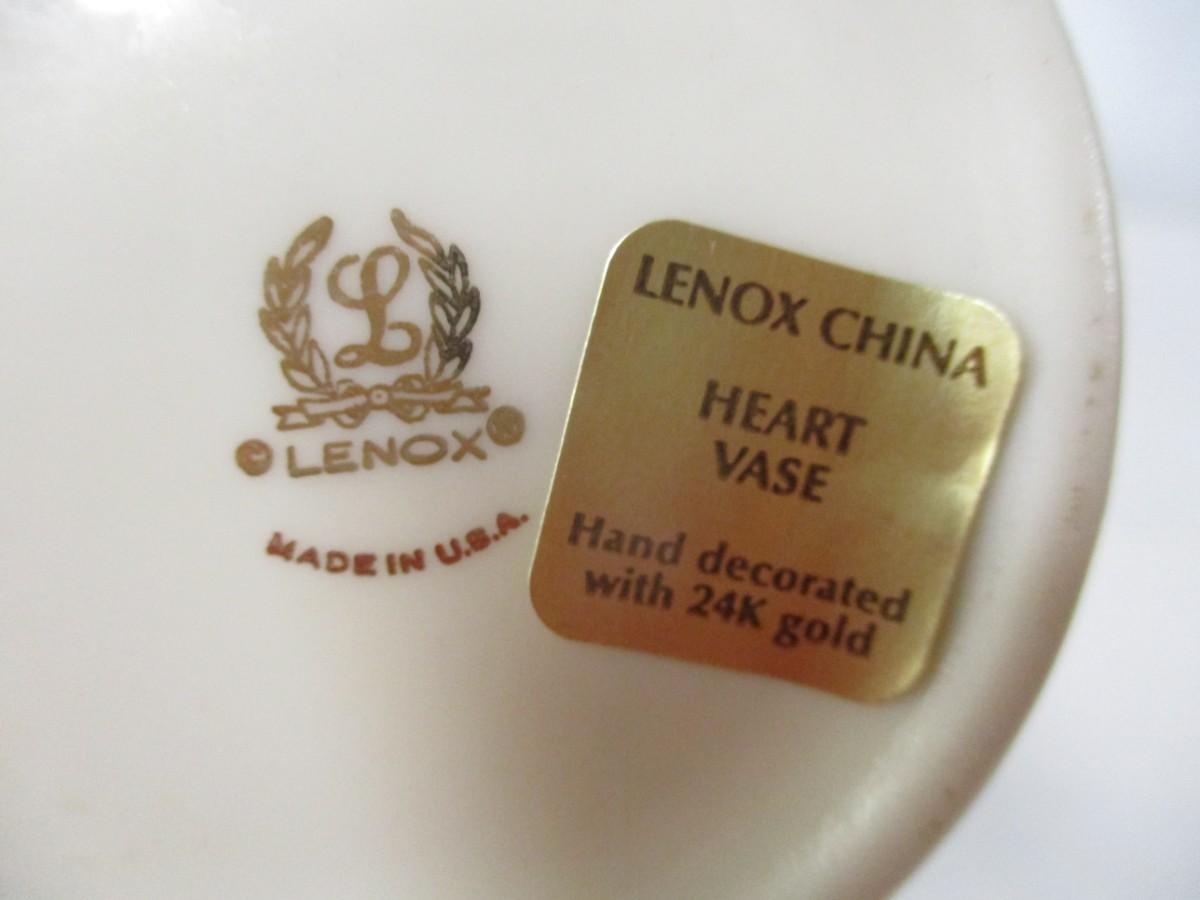 L
© LENOX ®
MADE IN U.S.A.
LENOX CHINA
HEART
VASE
Hand decorated
with 24K gold